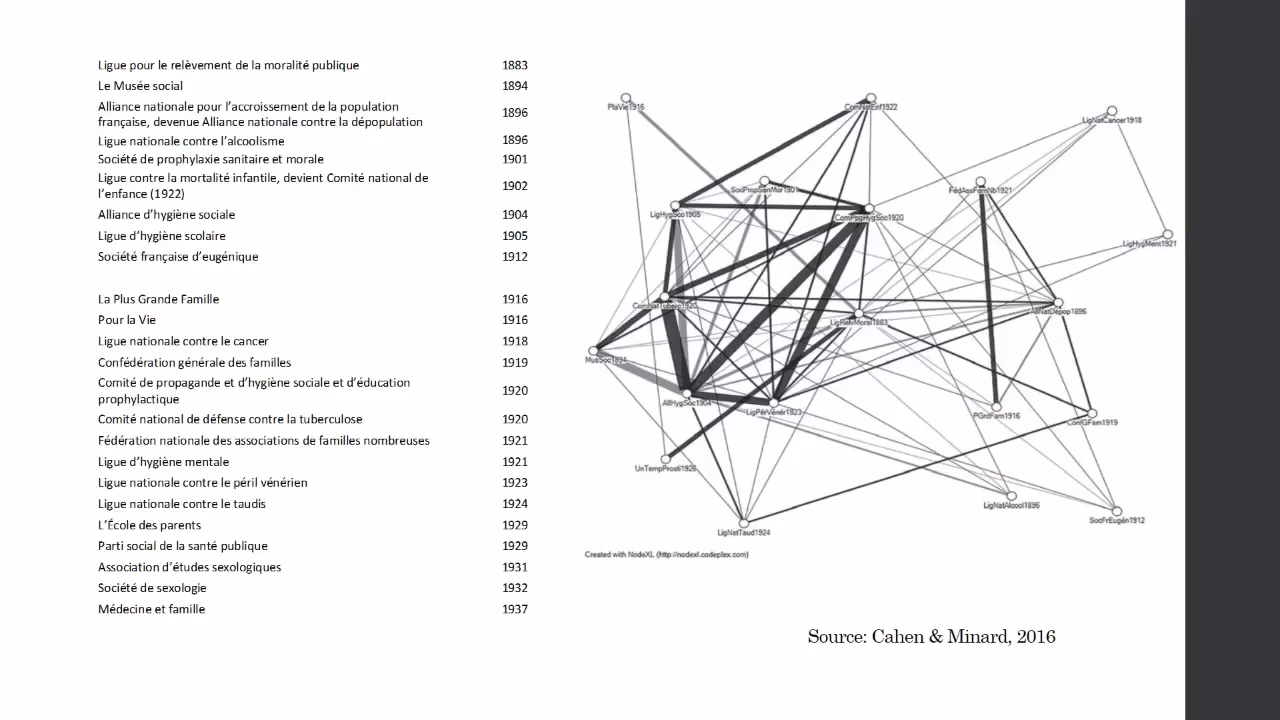 Ligue pour le relèvement de la moralité publique 1883
Le Musée social 1894
Alliance nationale pour l’accroissement de la population
française, devenue Alliance nationale contre la dépopulation 1896
Ligue nationale contre l’alcoolisme 1896
Société de prophylaxie sanitaire et morale 1901
Ligue contre la mortalité infantile, devient Comité national de
l’enfance (1922) 1902
Alliance d’hygiène sociale 1904
Ligue d’hygiène scolaire 1905
Société française d’eugénique 1912
La Plus Grande Famille 1916
Pour la Vie 1916
Ligue nationale contre le cancer 1918
Confédération générale des familles 1919
Comité de propagande et d’hygiène sociale et d’éducation
prophylactique 1920
Comité national de défense contre la tuberculose 1920
Fédération nationale des associations de familles nombreuses 1921
Ligue d’hygiène mentale 1921
Ligue nationale contre le péril vénérien 1923
Ligue nationale contre le taudis 1924
L’École des parents 1929
Parti social de la santé publique 1929
Association d’études sexologiques 1931
Société de sexologie 1932
Médecine et famille 1937
PlaVie1916
ComNatEnf1922
LigNatCancer1918
SocPropSanMor1901
FédAssFamNb1921
LigHygSco1905
ComPpgHygSoc1920
LigHygMent1921
ComNatTuberc1920
AllNatDépop1896
LigRelvMoral1883
MusSoc1894
AllHygSoc1904
LigPérVénér1923
PGrdFam1916
ConfGFam1919
UnTempProsti1926
LigNatAlcool1896
SocFrEugén1912
LigNatTaud1924
Created with NodeXL (http://nodexl.codeplex.com)
Source: Cahen & Minard, 2016